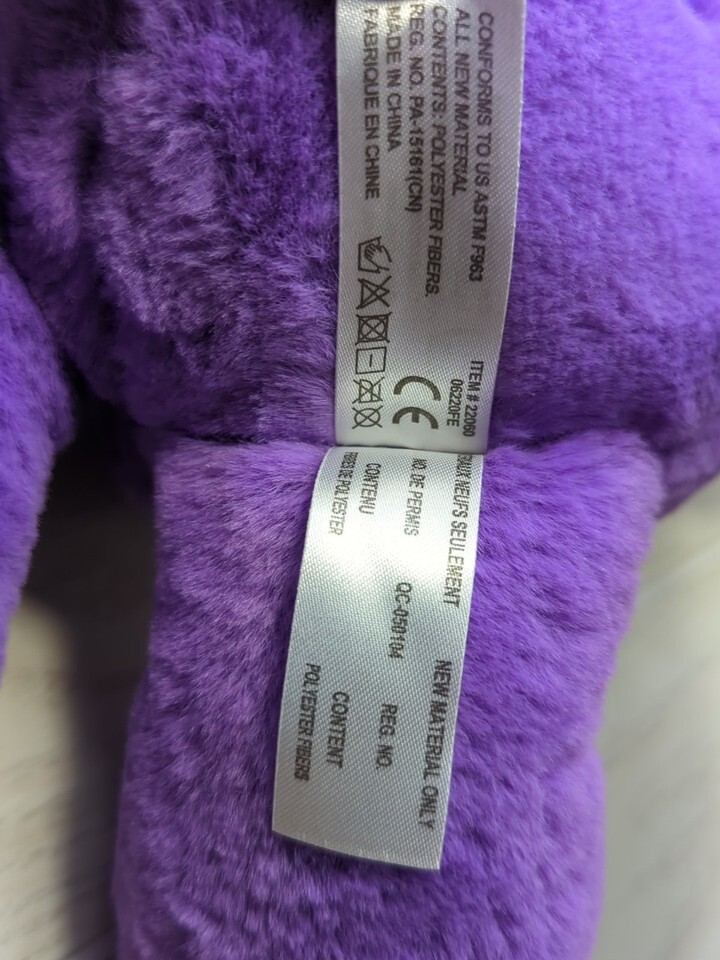 CONFORMS TO US ASTM F963
ALL NEW MATERIAL
CONTENTS: POLYESTER FIBERS.
REG. NO. PA-15161(CN)
MADE IN CHINA
FABRIQUE EN CHINE
ITEM # 22060
06220FE
CE
NEUFS SEULEMENT
NO. DE PERMIS QC-050104
CONTENU
DE POLYESTER
NEW MATERIAL ONLY
REG. NO.
CONTENT
POLYESTER FIBERS